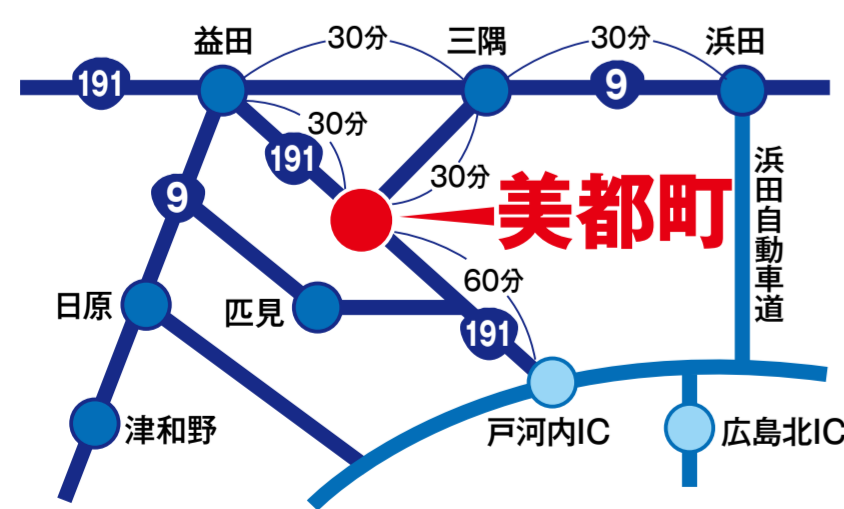 益田
30分
三隅
30分
浜田
191
9
30分
191
30分
美都町
浜田自動車道
9
60分
日原
匹見
191
津和野
戸河内IC
広島北IC